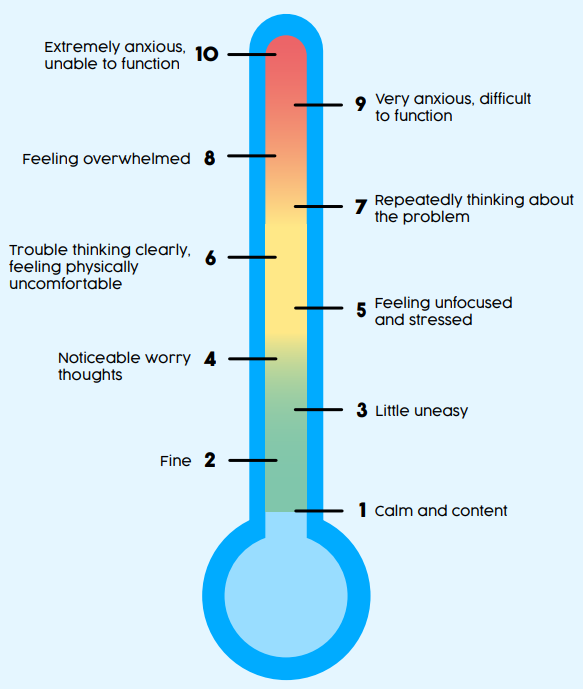 Extremely anxious,
unable to function
10
9
Very anxious, difficult
to function
Feeling overwhelmed
8
7
Repeatedly thinking about
the problem
Trouble thinking clearly,
feeling physically
uncomfortable
6
5
Feeling unfocused
and stressed
Noticeable worry
thoughts
4
3
Little uneasy
Fine
2
1
Calm and content